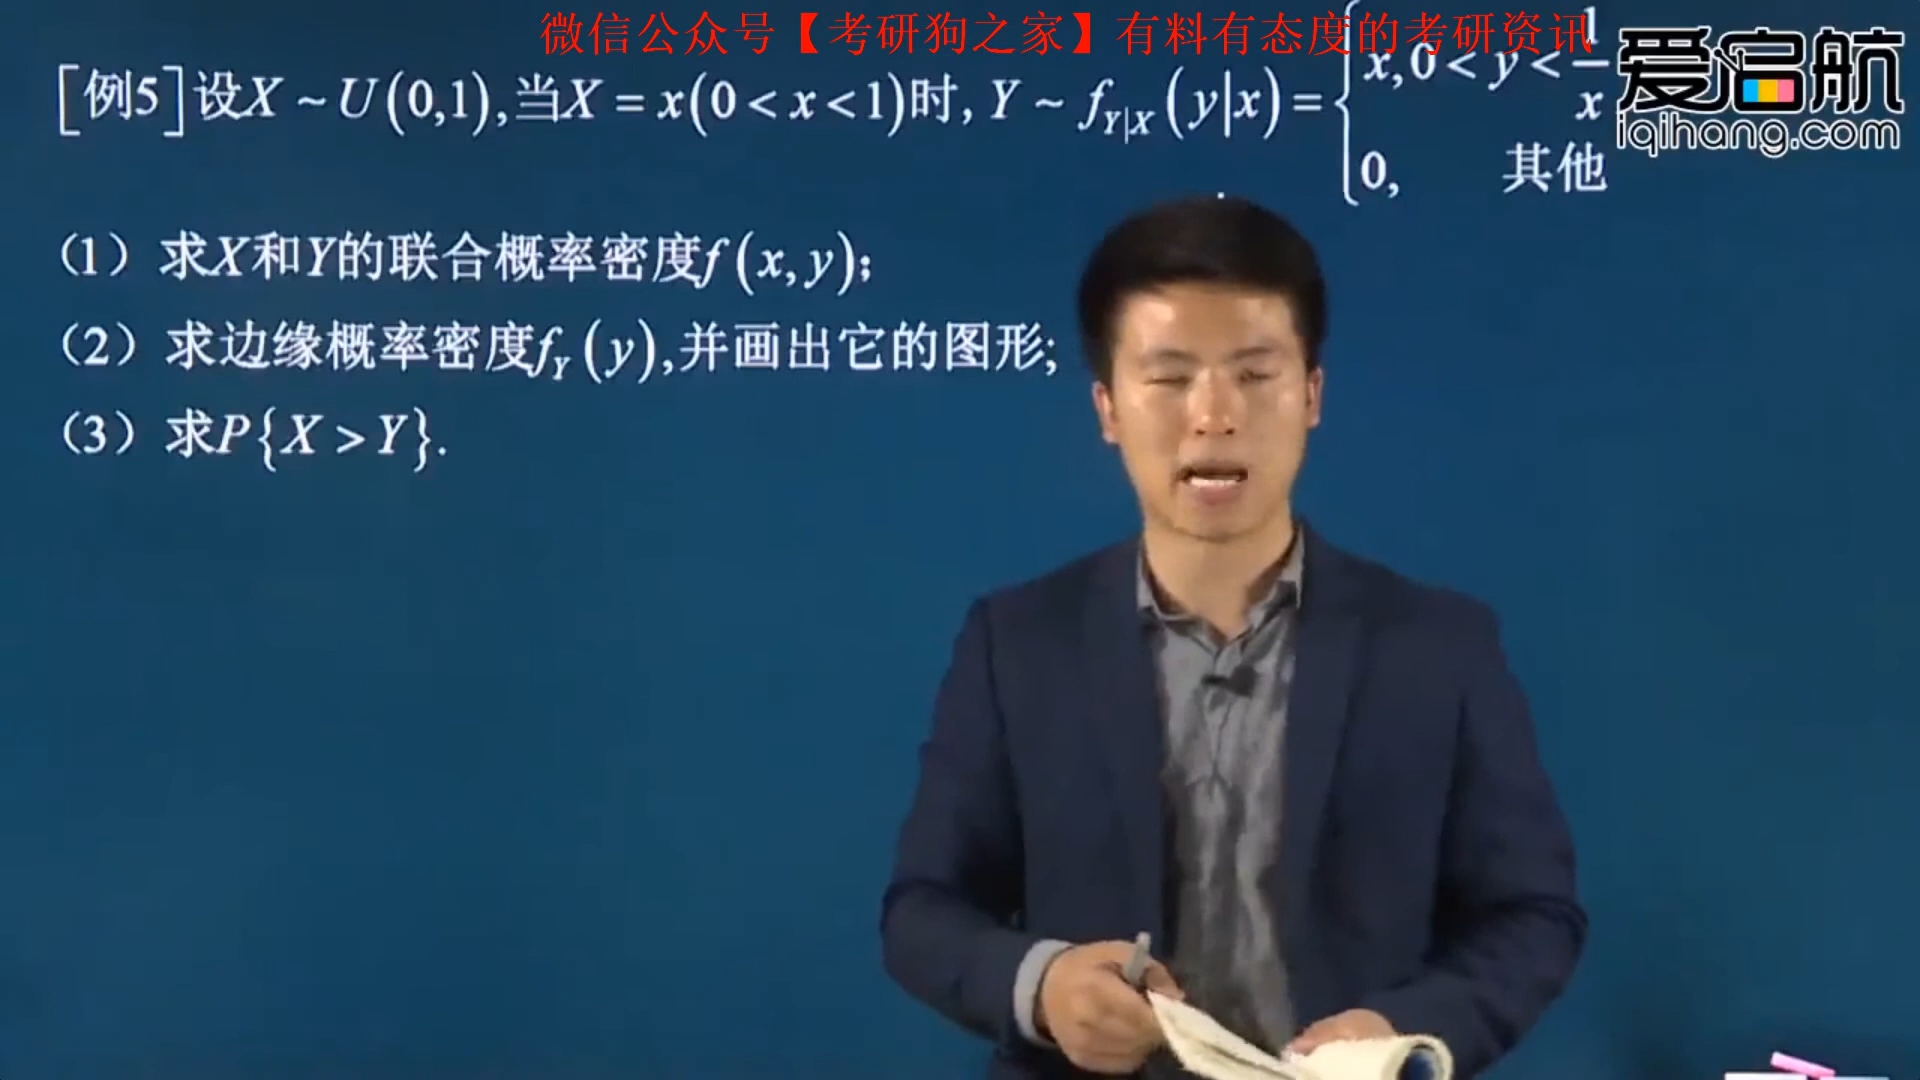 微信公众号【考研狗之家】有料有态度的考研资讯
爱启航
iqihang.com
[例5]设X ~ U(0,1),当X = x(0 < x < 1)时, Y ~ f_{Y|X}(y|x) = { x, 0 < y < 1/x
0, 其他
(1) 求X和Y的联合概率密度f(x,y);
(2) 求边缘概率密度f_Y(y),并画出它的图形;
(3) 求P{X > Y}.